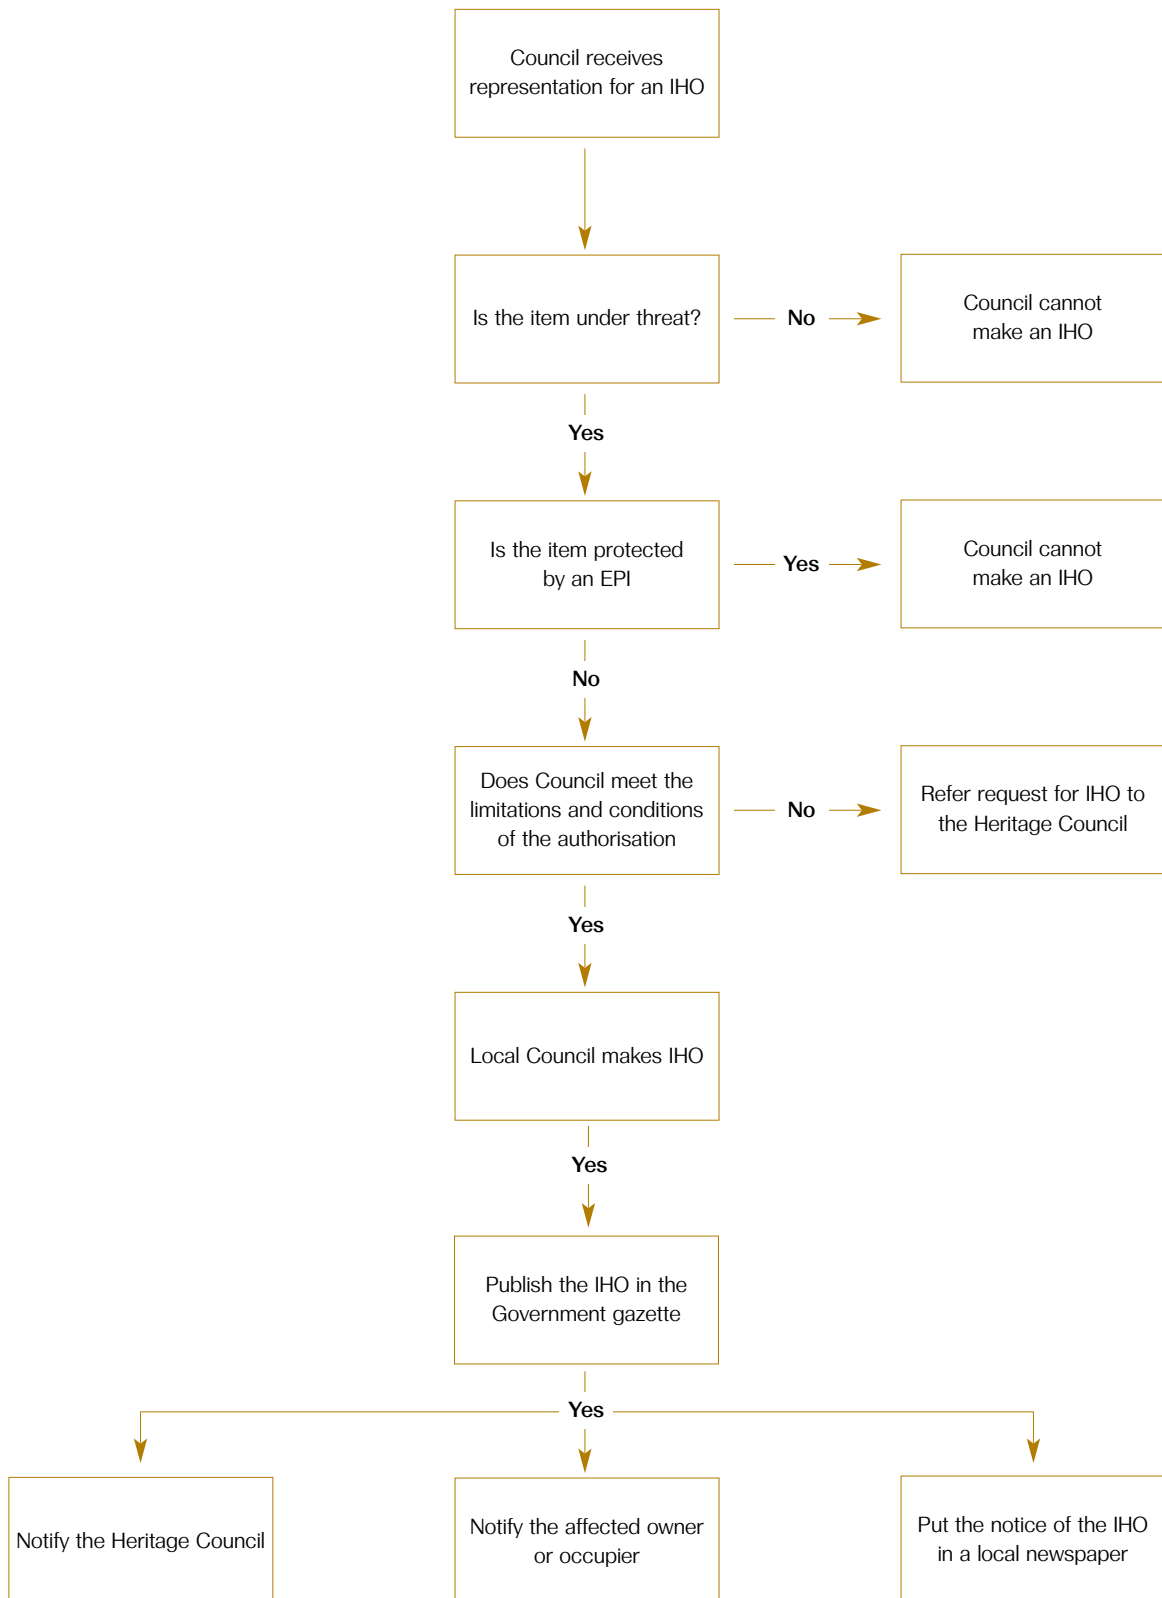 Council receives
representation for an IHO
Is the item under threat?
No
Council cannot
make an IHO
Yes
Is the item protected
by an EPI
Yes
Council cannot
make an IHO
No
Does Council meet the
limitations and conditions
of the authorisation
No
Refer request for IHO to
the Heritage Council
Yes
Local Council makes IHO
Yes
Publish the IHO in the
Government gazette
Yes
Notify the Heritage Council
Notify the affected owner
or occupier
Put the notice of the IHO
in a local newspaper